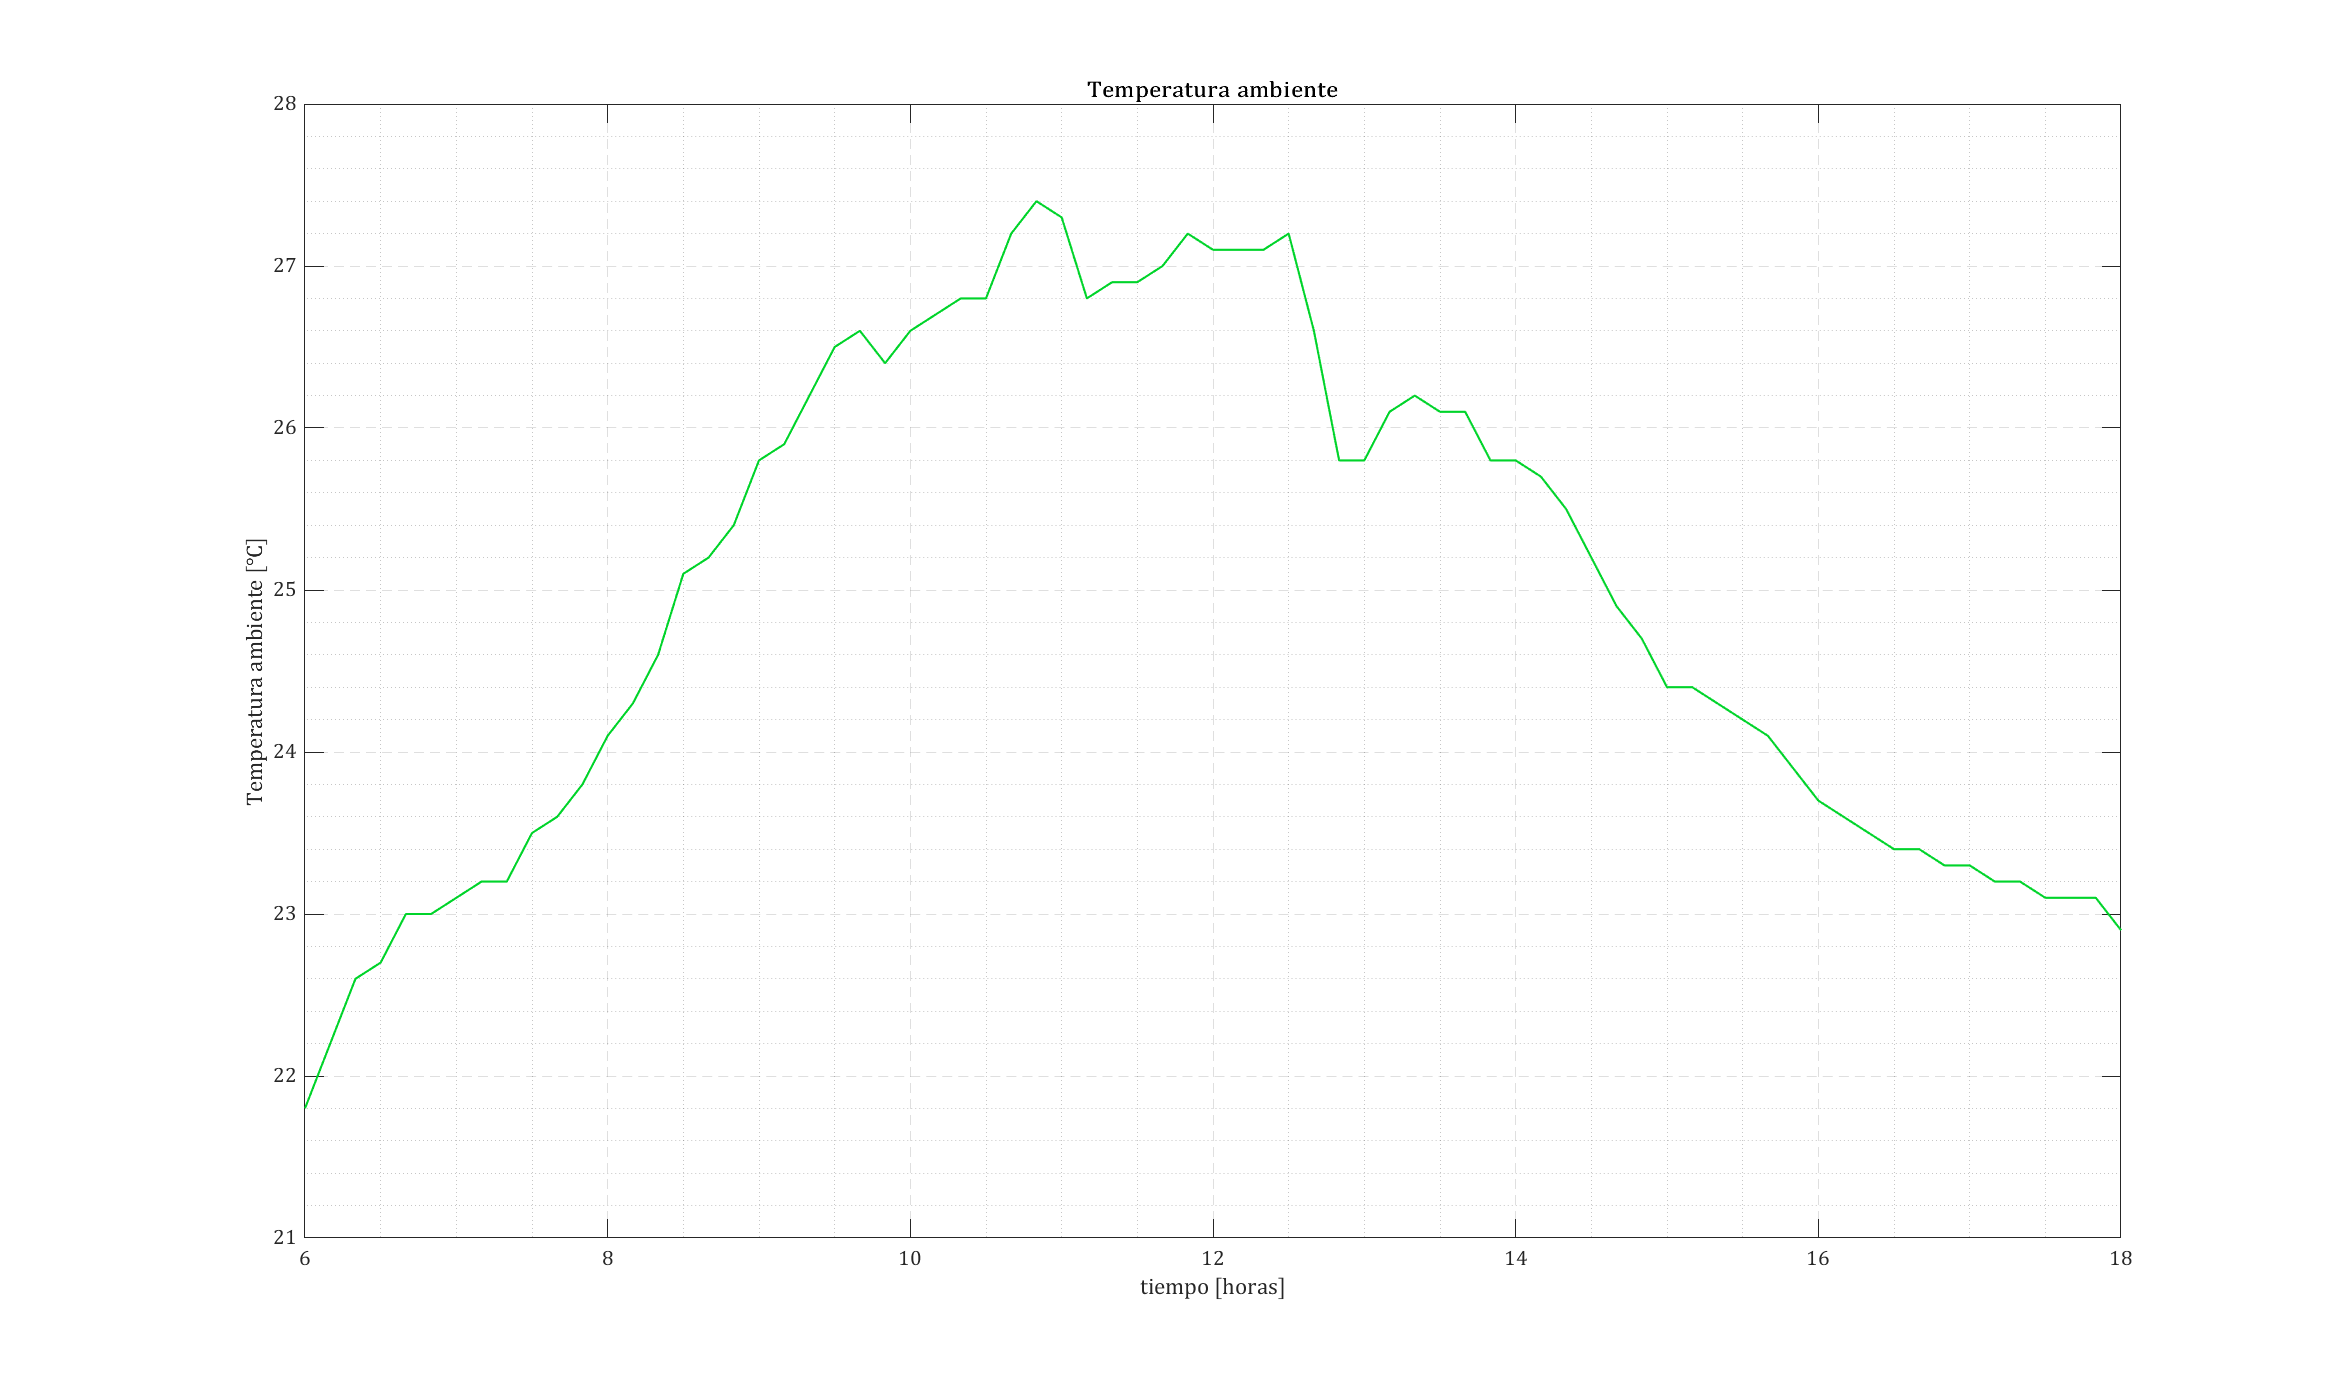 Temperatura ambiente
28
27
26
25
24
23
22
21
Temperatura ambiente [°C]
6 8 10 12 14 16 18
tiempo [horas]